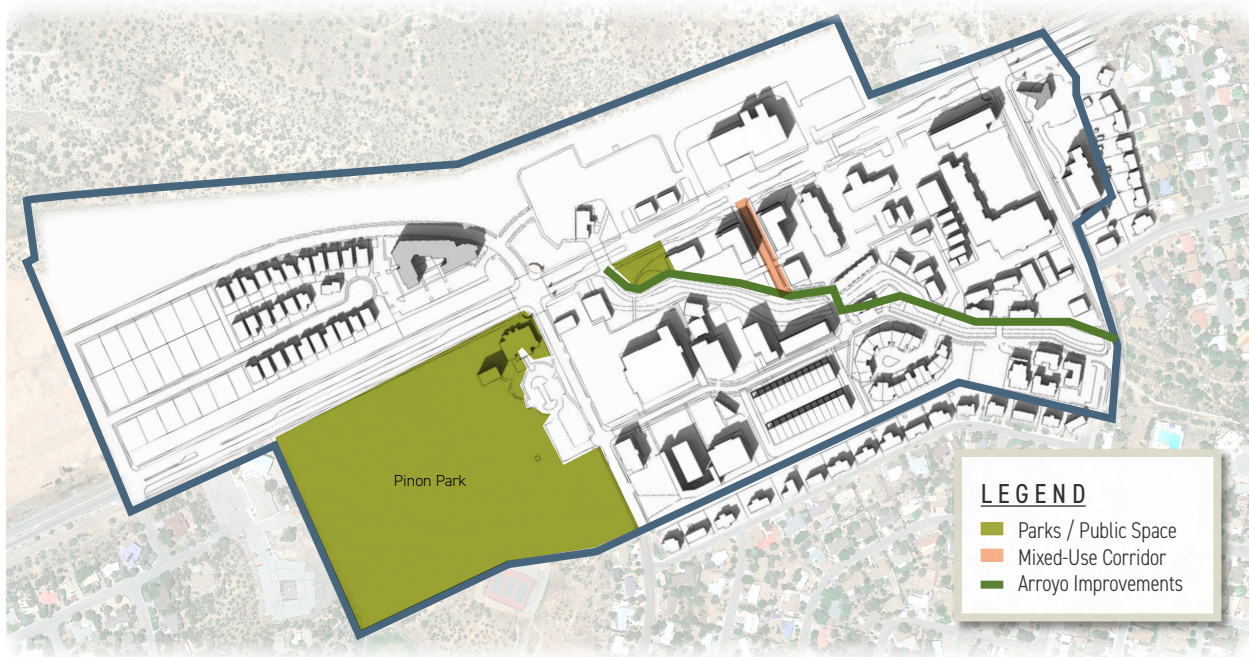 Pinon Park
LEGEND
Parks / Public Space
Mixed-Use Corridor
Arroyo Improvements